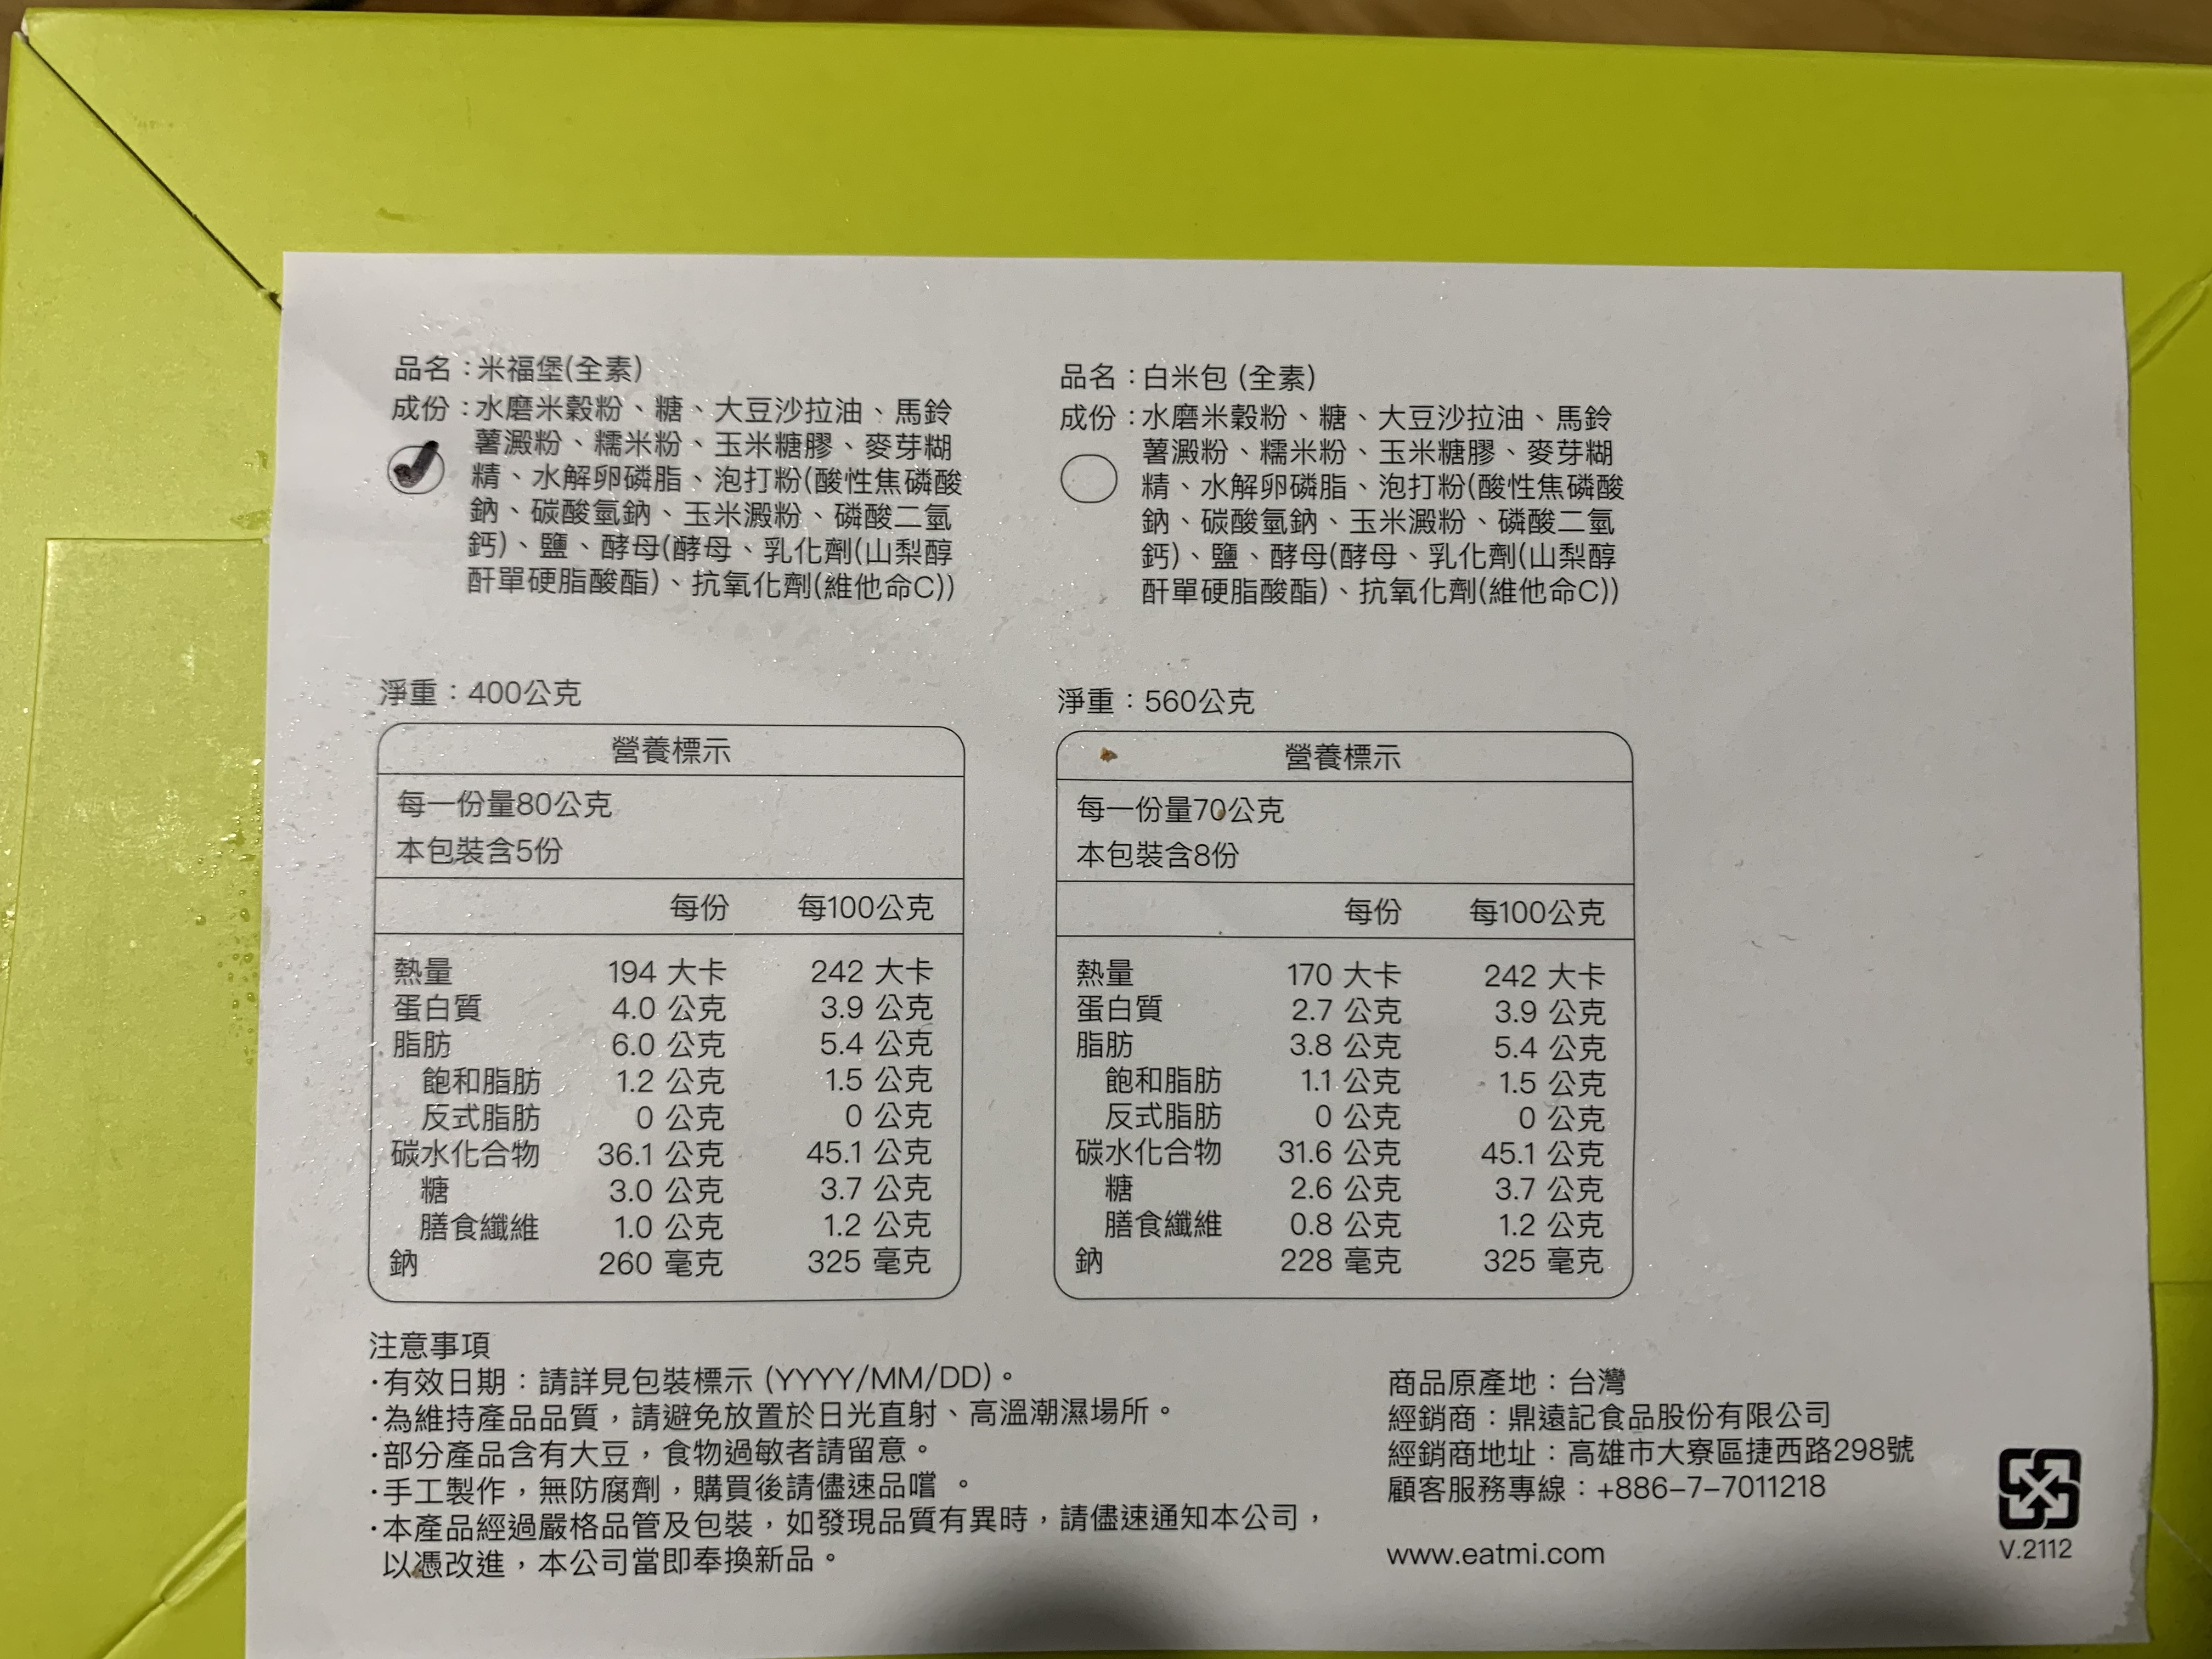 品名：米福堡(全素)
成份：水磨米穀粉、糖、大豆沙拉油、馬鈴
薯澱粉、糯米粉、玉米糖膠、麥芽糊
精、水解卵磷脂、泡打粉(酸性焦磷酸
鈉、碳酸氫鈉、玉米澱粉、磷酸二氫
鈣)、鹽、酵母(酵母、乳化劑(山梨醇
酐單硬脂酸酯)、抗氧化劑(維他命C))
淨重：400公克
營養標示
每一份量80公克
本包裝含5份
每份 每100公克
熱量 194 大卡 242 大卡
蛋白質 4.0 公克 3.9 公克
脂肪 6.0 公克 5.4 公克
飽和脂肪 1.2 公克 1.5 公克
反式脂肪 0 公克 0 公克
碳水化合物 36.1 公克 45.1 公克
糖 3.0 公克 3.7 公克
膳食纖維 1.0 公克 1.2 公克
鈉 260 毫克 325 毫克
品名：白米包 (全素)
成份：水磨米穀粉、糖、大豆沙拉油、馬鈴
薯澱粉、糯米粉、玉米糖膠、麥芽糊
精、水解卵磷脂、泡打粉(酸性焦磷酸
鈉、碳酸氫鈉、玉米澱粉、磷酸二氫
鈣)、鹽、酵母(酵母、乳化劑(山梨醇
酐單硬脂酸酯)、抗氧化劑(維他命C))
淨重：560公克
營養標示
每一份量70公克
本包裝含8份
每份 每100公克
熱量 170 大卡 242 大卡
蛋白質 2.7 公克 3.9 公克
脂肪 3.8 公克 5.4 公克
飽和脂肪 1.1 公克 1.5 公克
反式脂肪 0 公克 0 公克
碳水化合物 31.6 公克 45.1 公克
糖 2.6 公克 3.7 公克
膳食纖維 0.8 公克 1.2 公克
鈉 228 毫克 325 毫克
注意事項
·有效日期：請詳見包裝標示 (YYYY/MM/DD)。
·為維持產品品質，請避免放置於日光直射、高溫潮濕場所。
·部分產品含有大豆，食物過敏者請留意。
·手工製作，無防腐劑，購買後請儘速品嚐 。
·本產品經過嚴格品管及包裝，如發現品質有異時，請儘速通知本公司，
以憑改進，本公司當即奉換新品。
商品原產地：台灣
經銷商：鼎遠記食品股份有限公司
經銷商地址：高雄市大寮區捷西路298號
顧客服務專線：+886-7-7011218
www.eatmi.com
V.2112